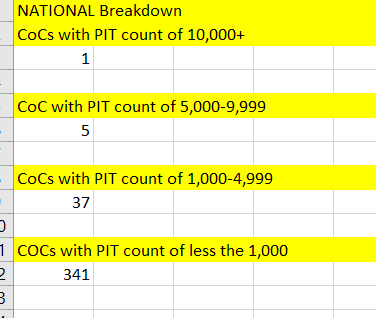 NATIONAL Breakdown
CoCs with PIT count of 10,000+
1
CoC with PIT count of 5,000-9,999
5
CoCs with PIT count of 1,000-4,999
37
COCs with PIT count of less the 1,000
341